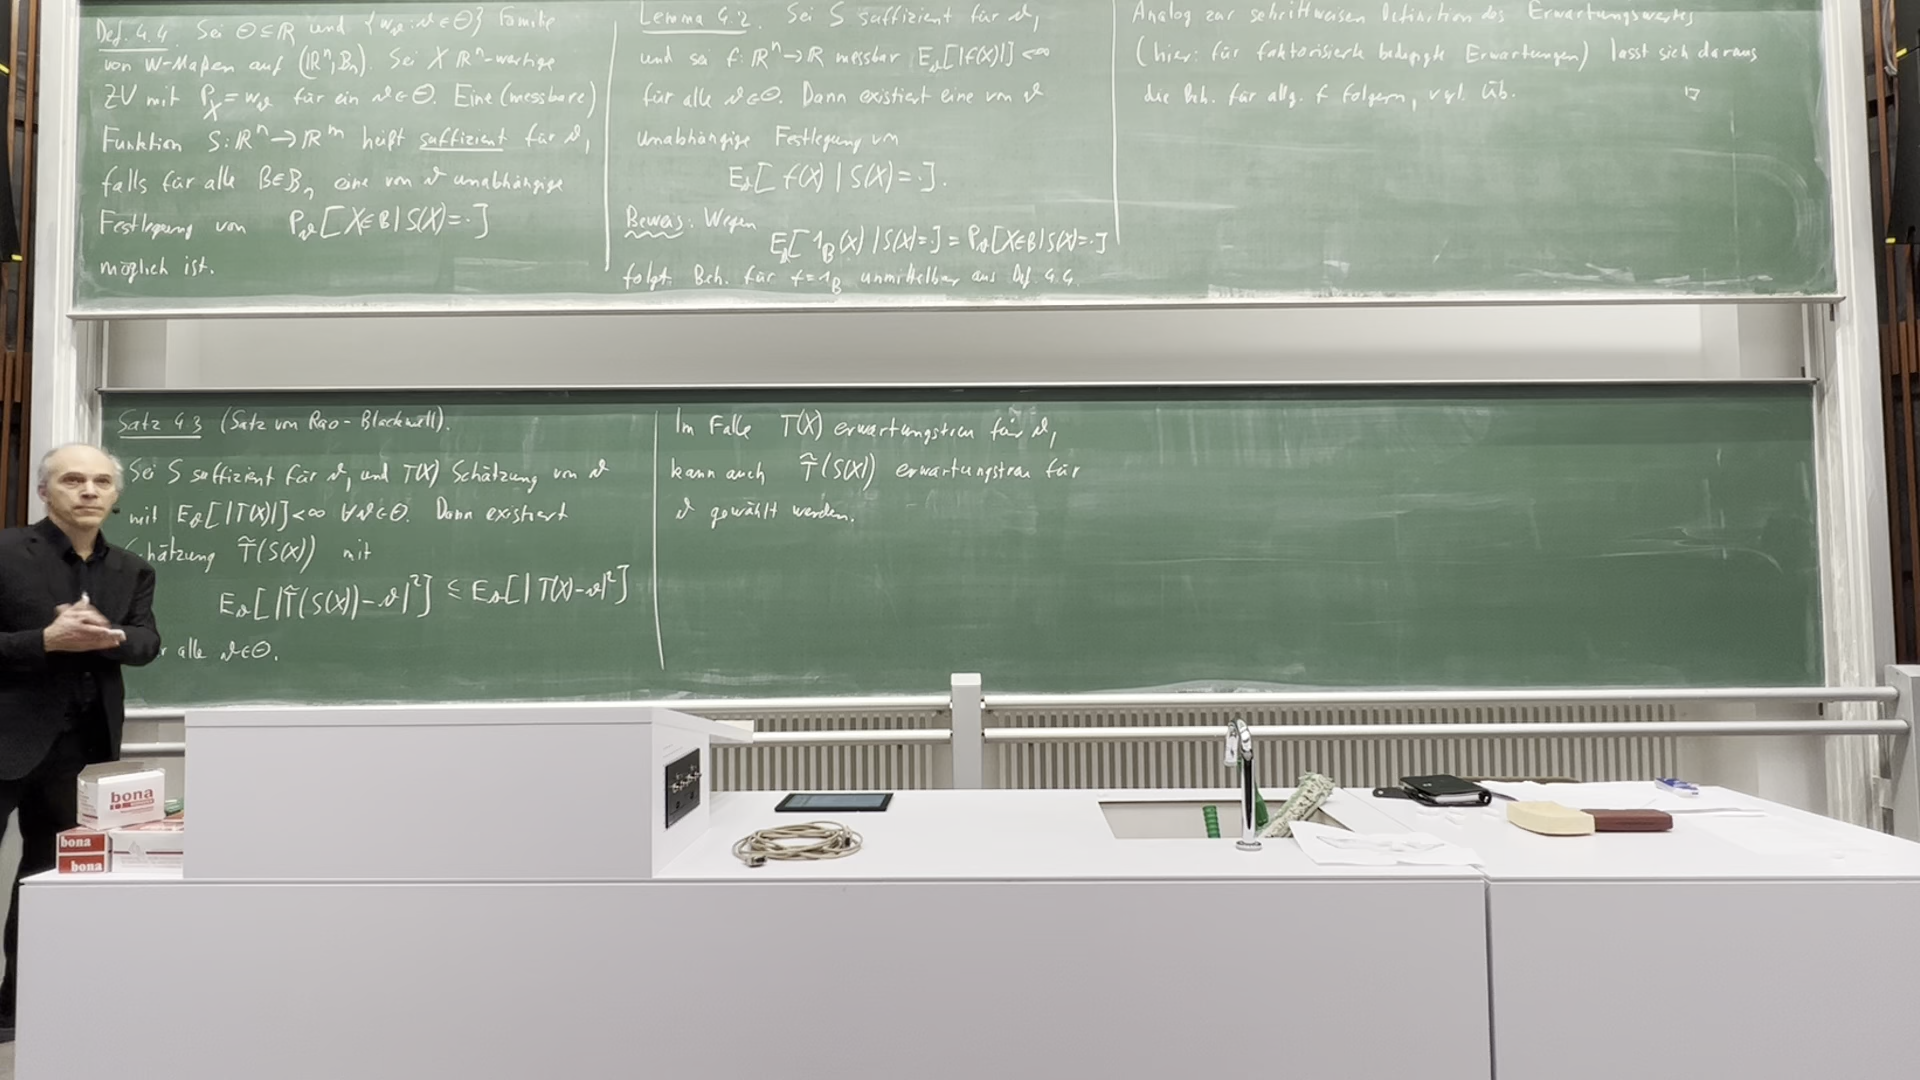 Def. 4.4 Sei Θ⊆ℝ und {w_ϑ : ϑ∈Θ} Familie
von W-Maßen auf (ℝⁿ, B_n). Sei X ℝⁿ-wertige
ZV mit P_X = w_ϑ für ein ϑ∈Θ. Eine (messbare)
Funktion S: ℝⁿ → ℝᵐ heißt suffizient für ϑ,
falls für alle B∈B_n eine von ϑ unabhängige
Festlegung von P_ϑ[X∈B | S(X)=·]
möglich ist.
Lemma 4.2. Sei S suffizient für ϑ,
und sei f: ℝⁿ → ℝ messbar E_ϑ[|f(X)|] < ∞
für alle ϑ∈Θ. Dann existiert eine von ϑ
unabhängige Festlegung von
E_ϑ[ f(X) | S(X) = · ].
Beweis: Wegen
E_ϑ[ 1_B(X) | S(X)=· ] = P_ϑ[X∈B | S(X)=·]
folgt Beh. für f=1_B unmittelbar aus Def. 4.4.
Analog zur schrittweisen Definition des Erwartungswertes
(hier: für faktorisierte bedingte Erwartungen) lässt sich daraus
die Beh. für allg. f folgern, vgl. Üb. □
Satz 4.3 (Satz von Rao-Blackwell).
Sei S suffizient für ϑ, und T(X) Schätzung von ϑ
mit E_ϑ[|T(X)|] < ∞ ∀ϑ∈Θ. Dann existiert
hätzung T̃(S(X)) mit
E_ϑ[|T̃(S(X))-ϑ|²] ≤ E_ϑ[|T(X)-ϑ|²]
r alle ϑ∈Θ.
Im Falle T(X) erwartungstreu für ϑ,
kann auch T̃(S(X)) erwartungstreu für
ϑ gewählt werden.
bona
bona
bona